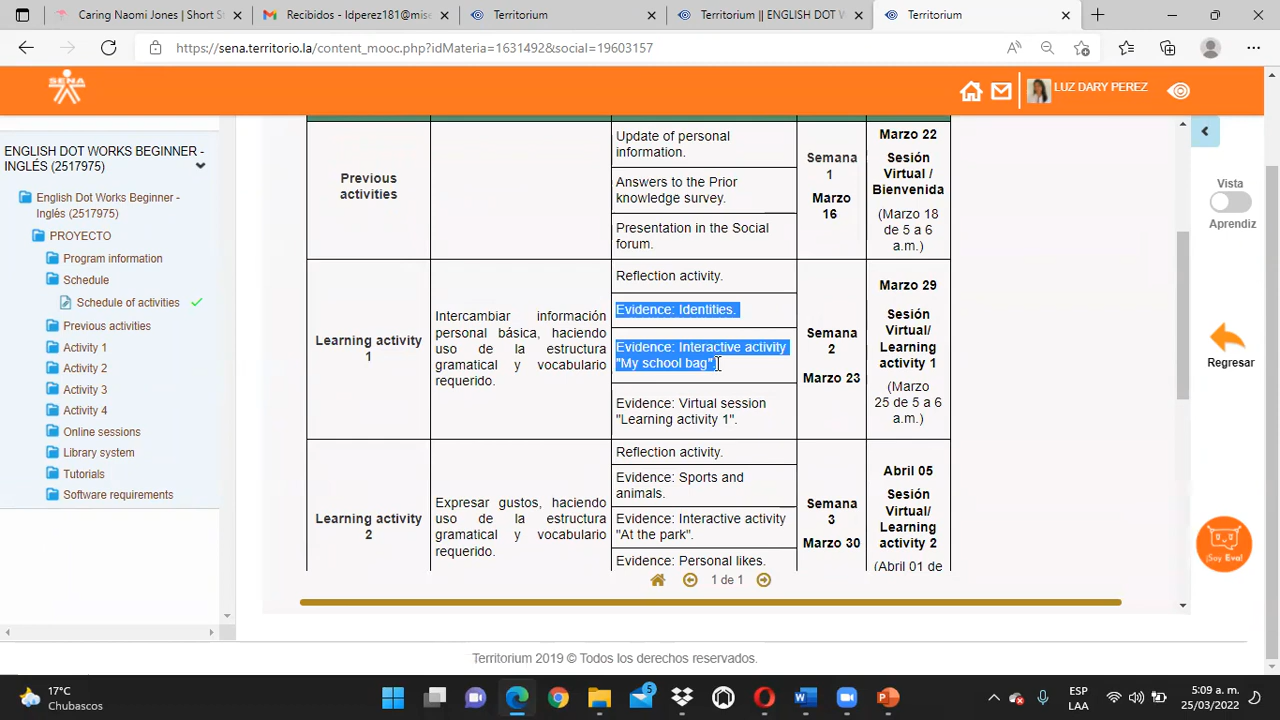 Caring Naomi Jones | Short S
Recibidos - ldperez181@mise
Territorium
Territorium || ENGLISH DOT W
Territorium
https://sena.territorio.la/content_mooc.php?idMateria=1631492&social=19603157
SENA
LUZ DARY PEREZ
ENGLISH DOT WORKS BEGINNER -
INGLÉS (2517975)
English Dot Works Beginner -
Inglés (2517975)
PROYECTO
Program information
Schedule
Schedule of activities
Previous activities
Activity 1
Activity 2
Activity 3
Activity 4
Online sessions
Library system
Tutorials
Software requirements
Previous
activities
Update of personal
information.
Answers to the Prior
knowledge survey.
Presentation in the Social
forum.
Semana
1
Marzo
16
Marzo 22
Sesión
Virtual /
Bienvenida
(Marzo 18
de 5 a 6
a.m.)
Learning activity
1
Intercambiar información
personal básica, haciendo
uso de la estructura
gramatical y vocabulario
requerido.
Reflection activity.
Evidence: Identities.
Evidence: Interactive activity
"My school bag".
Evidence: Virtual session
"Learning activity 1".
Semana
2
Marzo 23
Marzo 29
Sesión
Virtual/
Learning
activity 1
(Marzo
25 de 5 a 6
a.m.)
Learning activity
2
Expresar gustos, haciendo
uso de la estructura
gramatical y vocabulario
requerido.
Reflection activity.
Evidence: Sports and
animals.
Evidence: Interactive activity
"At the park".
Evidence: Personal likes.
Semana
3
Marzo 30
Abril 05
Sesión
Virtual/
Learning
activity 2
(Abril 01 de
1 de 1
Vista
Aprendiz
Regresar
¡Soy Eva!
Territorium 2019 © Todos los derechos reservados.
17°C
Chubascos
5
ESP
LAA
5:09 a. m.
25/03/2022